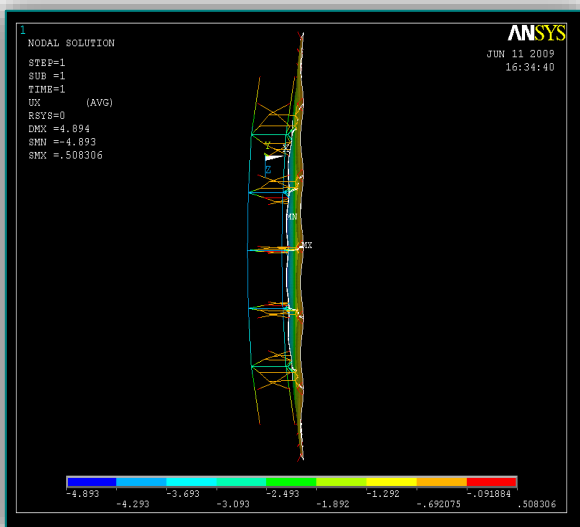 1
ANSYS
NODAL SOLUTION
JUN 11 2009
16:34:40
STEP=1
SUB =1
TIME=1
UX (AVG)
RSYS=0
DMX =4.894
SMN =-4.893
SMX =.508306
Y
X
Z
MN
MX
-4.893 -3.693 -2.493 -1.292 -.091884
-4.293 -3.093 -1.892 -.692075 .508306